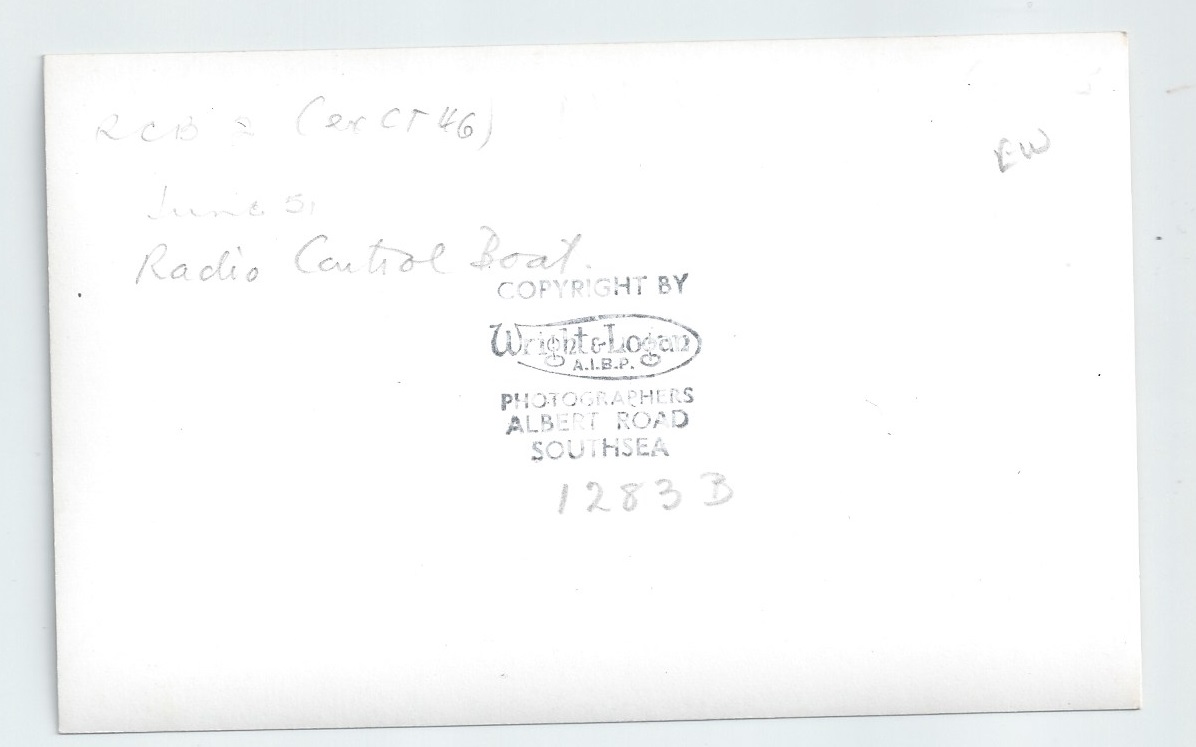 RCB 2 (ex CT 46)
EW
June 51
Radio Control Boat.
COPYRIGHT BY
Wright & Logan
A.I.B.P.
PHOTOGRAPHERS
ALBERT ROAD
SOUTHSEA
1283 B